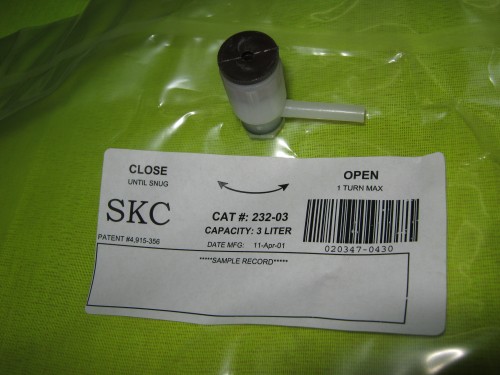 CLOSE
UNTIL SNUG
OPEN
1 TURN MAX
SKC
CAT #: 232-03
CAPACITY: 3 LITER
PATENT #4,915-356
DATE MFG: 11-Apr-01
020347-0430
*****SAMPLE RECORD*****